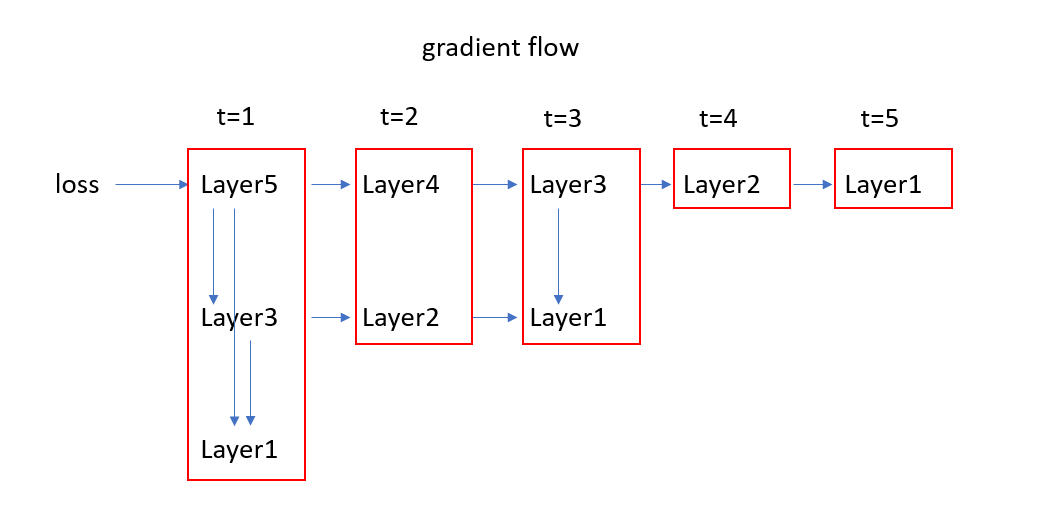 gradient flow
t=1 t=2 t=3 t=4 t=5
loss Layer5 Layer4 Layer3 Layer2 Layer1
Layer3 Layer2 Layer1
Layer1